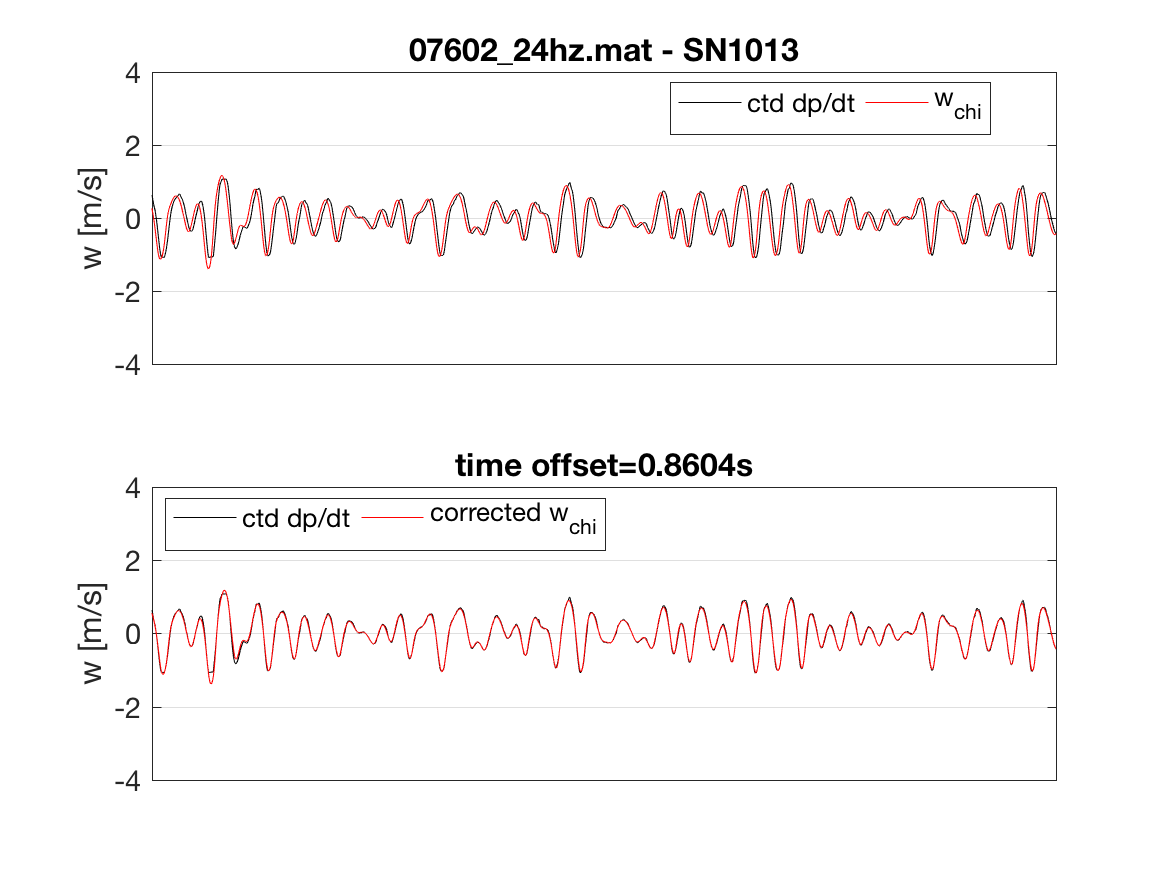 07602_24hz.mat - SN1013
4
2
0
-2
-4
w [m/s]
ctd dp/dt
w_chi
time offset=0.8604s
4
2
0
-2
-4
w [m/s]
ctd dp/dt
corrected w_chi